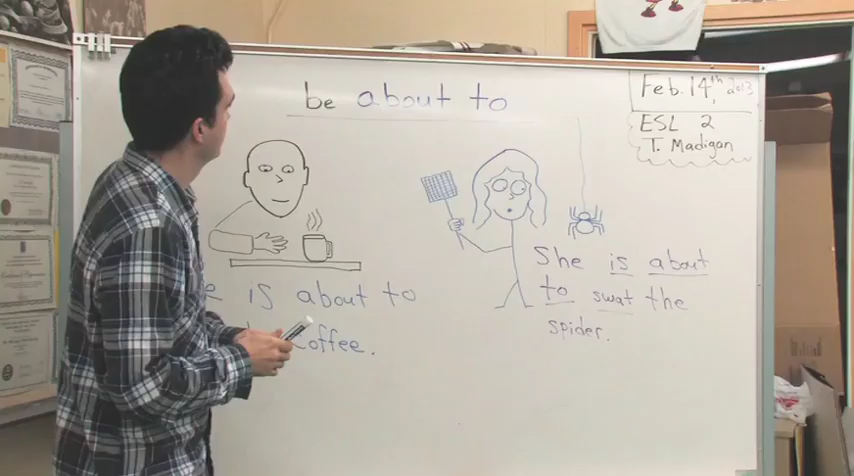 be about to
Feb. 14th, 2013
ESL 2
T. Madigan
is about to
coffee.
She is about
to swat the
spider.